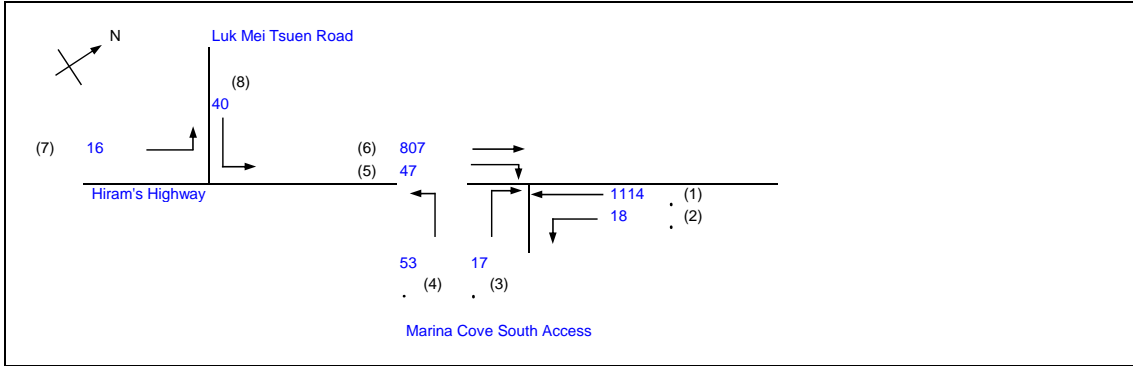 N
Luk Mei Tsuen Road
(8)
40
(7) 16
(6) 807
(5) 47
Hiram's Highway
1114 (1)
18 (2)
53 17
(4) (3)
Marina Cove South Access